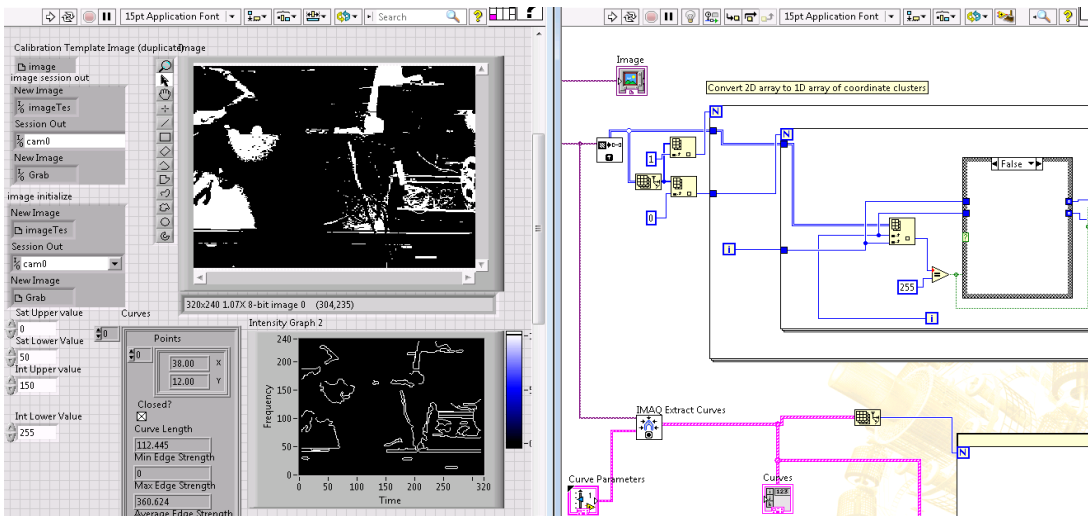 15pt Application Font
Search
Calibration Template Image (duplicate)
Image
image
image session out
New Image
imageTes
Session Out
cam0
New Image
Grab
image initialize
New Image
imageTes
Session Out
cam0
New Image
Grab
320x240 1.07X 8-bit image 0 (304,235)
Sat Upper value
0
Sat Lower Value
50
Int Upper value
150
Int Lower Value
255
Curves
0
Points
0
38.00 X
12.00 Y
Closed?
Curve Length
112.445
Min Edge Strength
0
Max Edge Strength
360.624
Average Edge Strength
Intensity Graph 2
Frequency
240
200
150
100
50
0
0 50 100 150 200 250 320
Time
15pt Application Font
Image
Convert 2D array to 1D array of coordinate clusters
N
N
1
0
i
False
255
i
IMAQ Extract Curves
N
Curve Parameters
Curves